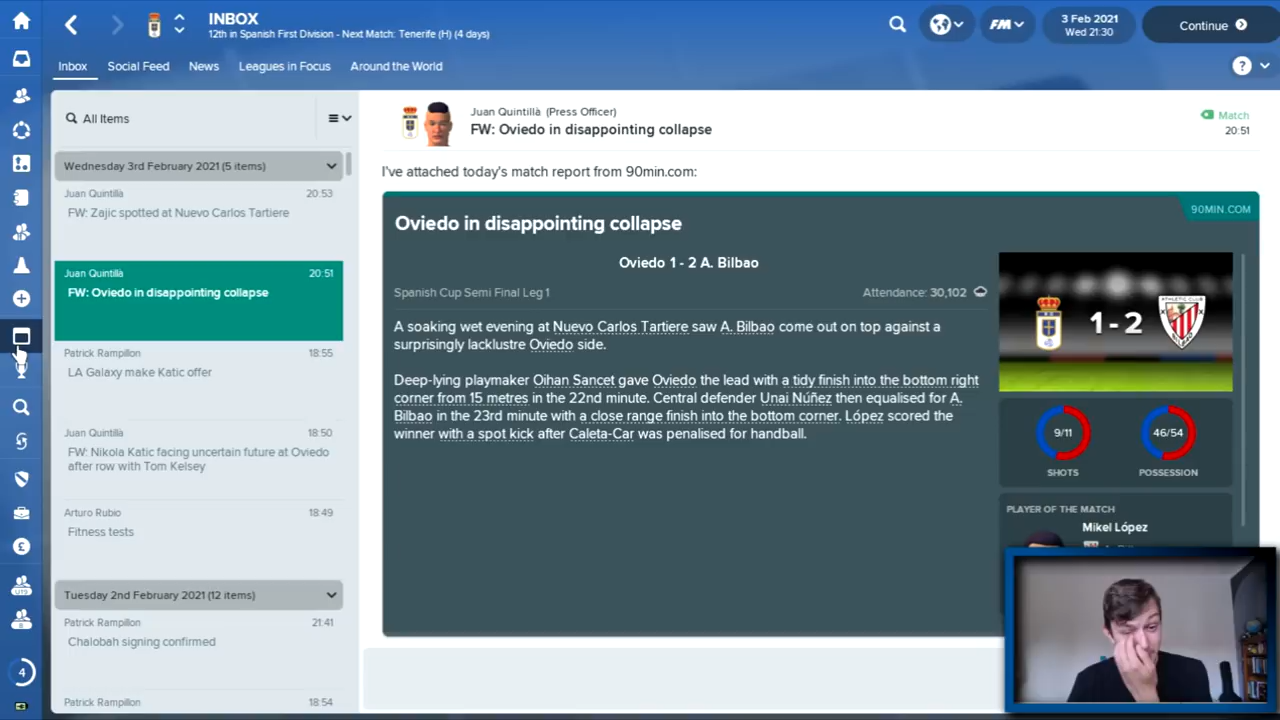 INBOX
12th in Spanish First Division - Next Match: Tenerife (H) (4 days)
FM
3 Feb 2021
Wed 21:30
Continue
Inbox
Social Feed
News
Leagues in Focus
Around the World
?
All Items
Wednesday 3rd February 2021 (5 items)
Juan Quintillà 20:53
FW: Zajic spotted at Nuevo Carlos Tartiere
Juan Quintillà 20:51
FW: Oviedo in disappointing collapse
Patrick Rampillon 18:55
LA Galaxy make Katic offer
Juan Quintillà 18:50
FW: Nikola Katic facing uncertain future at Oviedo
after row with Tom Kelsey
Arturo Rubio 18:49
Fitness tests
Tuesday 2nd February 2021 (12 items)
Patrick Rampillon 21:41
Chalobah signing confirmed
Patrick Rampillon 18:54
U19
B
4
Juan Quintillà (Press Officer)
FW: Oviedo in disappointing collapse
Match
20:51
I've attached today's match report from 90min.com:
Oviedo in disappointing collapse
90MIN.COM
Oviedo 1 - 2 A. Bilbao
Spanish Cup Semi Final Leg 1
Attendance: 30,102
A soaking wet evening at Nuevo Carlos Tartiere saw A. Bilbao come out on top against a
surprisingly lacklustre Oviedo side.
Deep-lying playmaker Oihan Sancet gave Oviedo the lead with a tidy finish into the bottom right
corner from 15 metres in the 22nd minute. Central defender Unai Núñez then equalised for A.
Bilbao in the 23rd minute with a close range finish into the bottom corner. López scored the
winner with a spot kick after Caleta-Car was penalised for handball.
ATHLETIC CLUB
1 - 2
9/11
SHOTS
46/54
POSSESSION
PLAYER OF THE MATCH
Mikel López